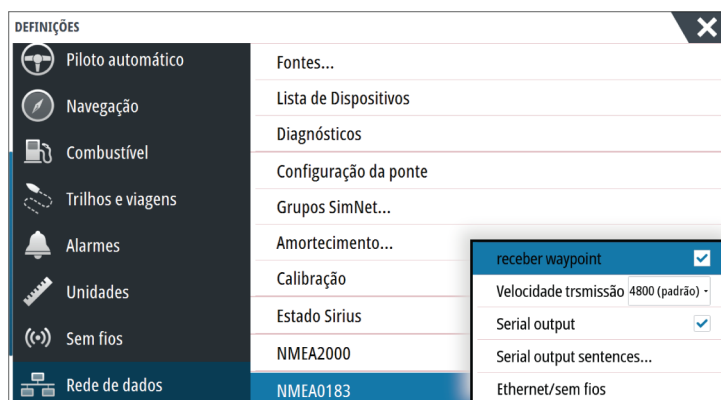 DEFINIÇÕES
Piloto automático
Navegação
Combustível
Trilhos e viagens
Alarmes
Unidades
Sem fios
Rede de dados
Fontes...
Lista de Dispositivos
Diagnósticos
Configuração da ponte
Grupos SimNet...
Amortecimento...
Calibração
Estado Sirius
NMEA2000
NMEA0183
receber waypoint
Velocidade trsmissão 4800 (padrão)
Serial output
Serial output sentences...
Ethernet/sem fios